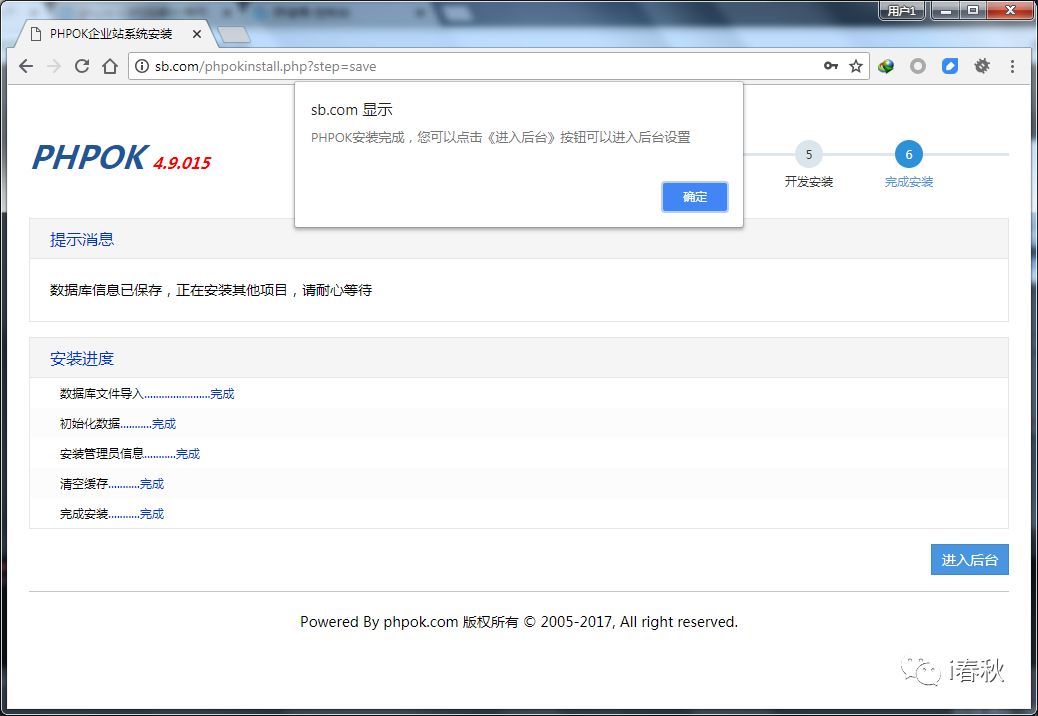 用户1
PHPOK企业站系统安装
sb.com/phpokinstall.php?step=save
sb.com 显示
PHPOK安装完成，您可以点击《进入后台》按钮可以进入后台设置
确定
PHPOK 4.9.015
5
开发安装
6
完成安装
提示消息
数据库信息已保存，正在安装其他项目，请耐心等待
安装进度
数据库文件导入......................完成
初始化数据..........完成
安装管理员信息..........完成
清空缓存..........完成
完成安装..........完成
进入后台
Powered By phpok.com 版权所有 © 2005-2017, All right reserved.
i春秋